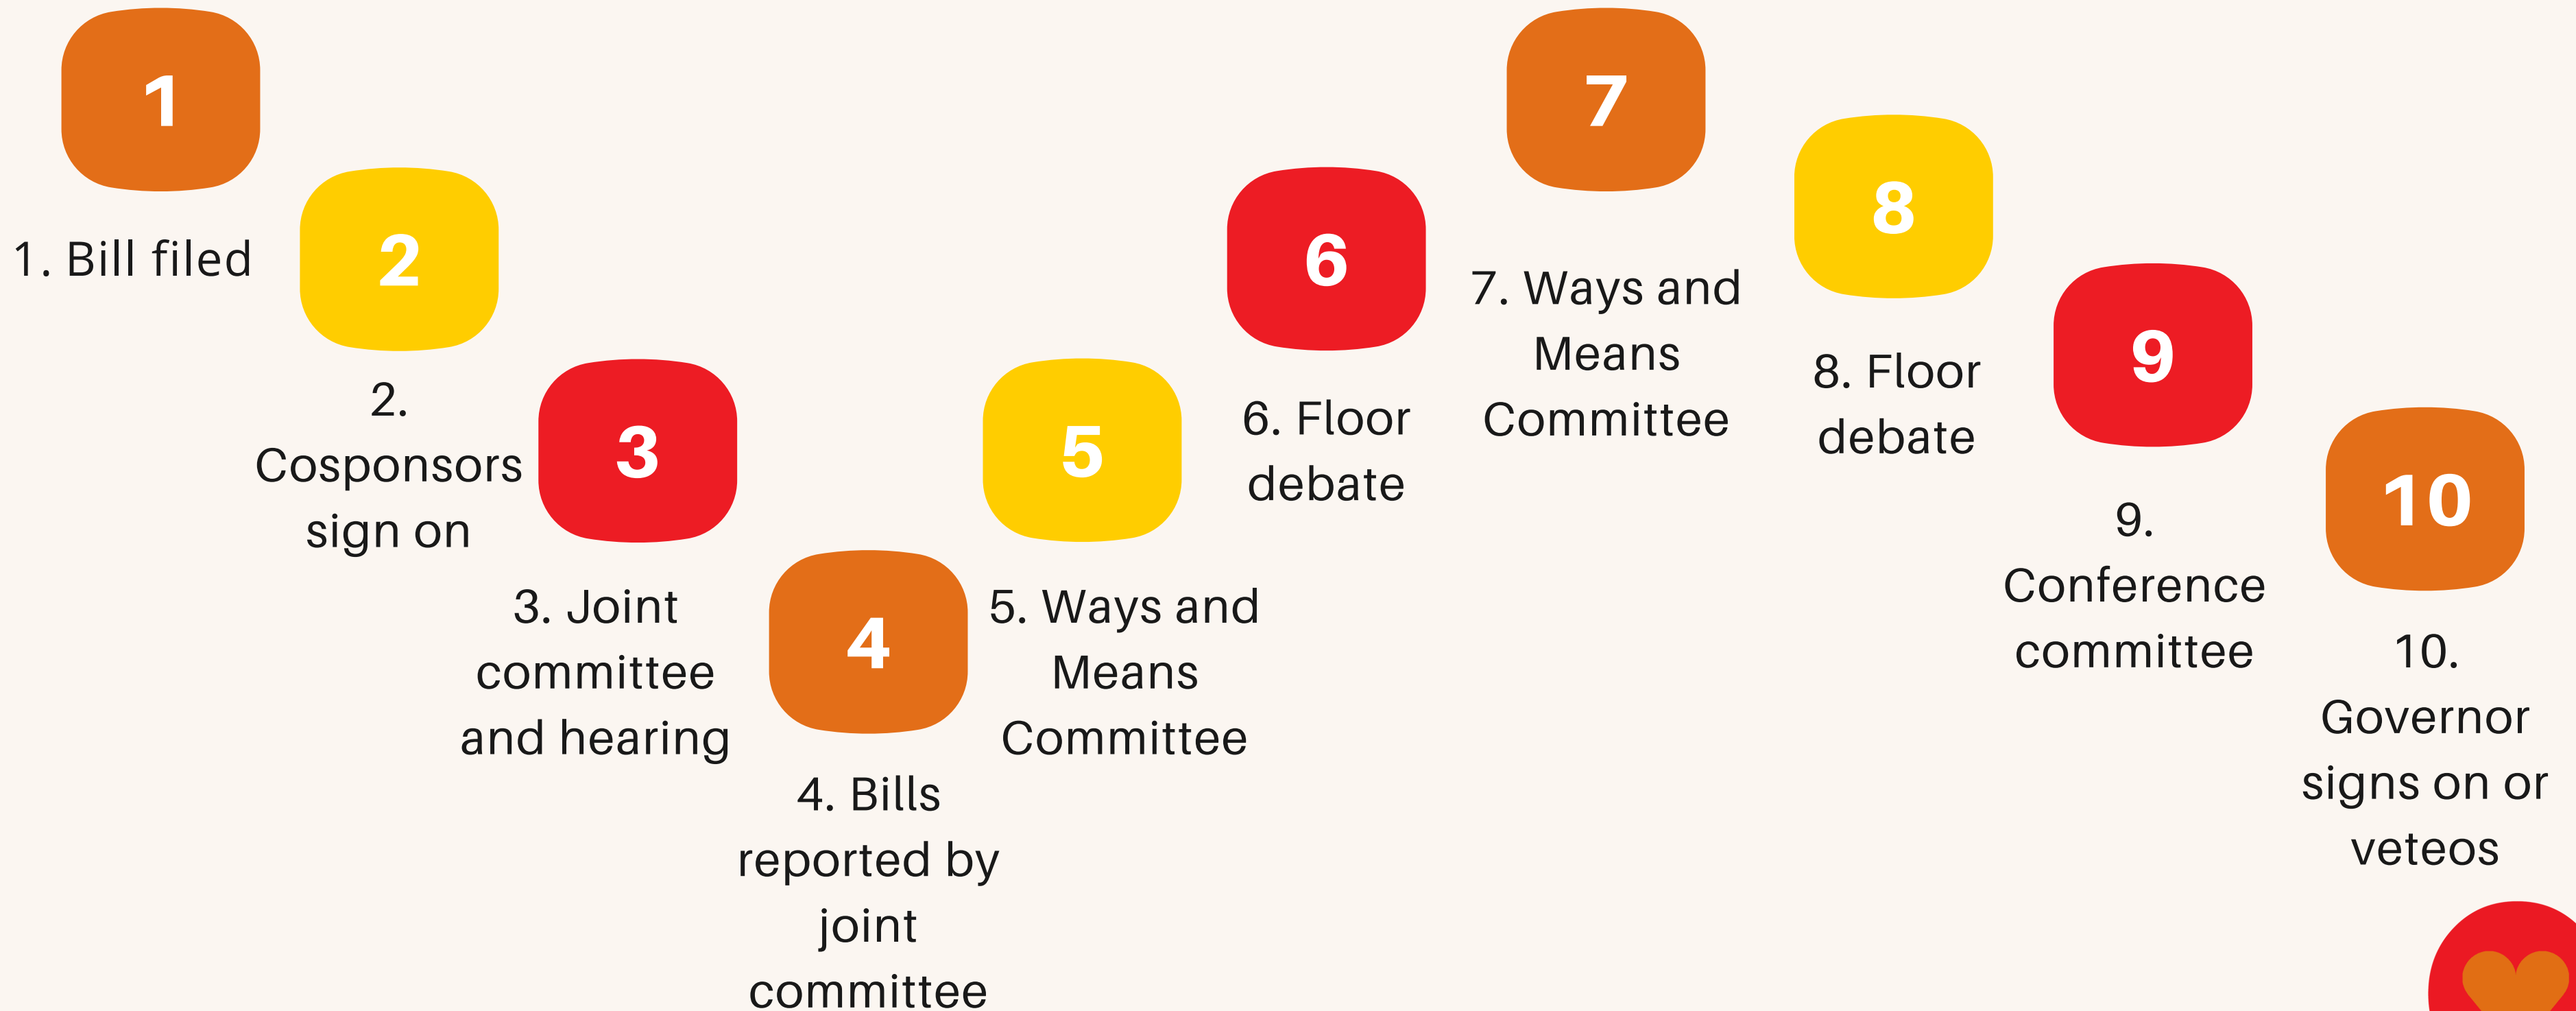 1
1. Bill filed
2
2.
Cosponsors
sign on
3
3. Joint
committee
and hearing
4
4. Bills
reported by
joint
committee
5
5. Ways and
Means
Committee
6
6. Floor
debate
7
7. Ways and
Means
Committee
8
8. Floor
debate
9
9.
Conference
committee
10
10.
Governor
signs on or
veteos